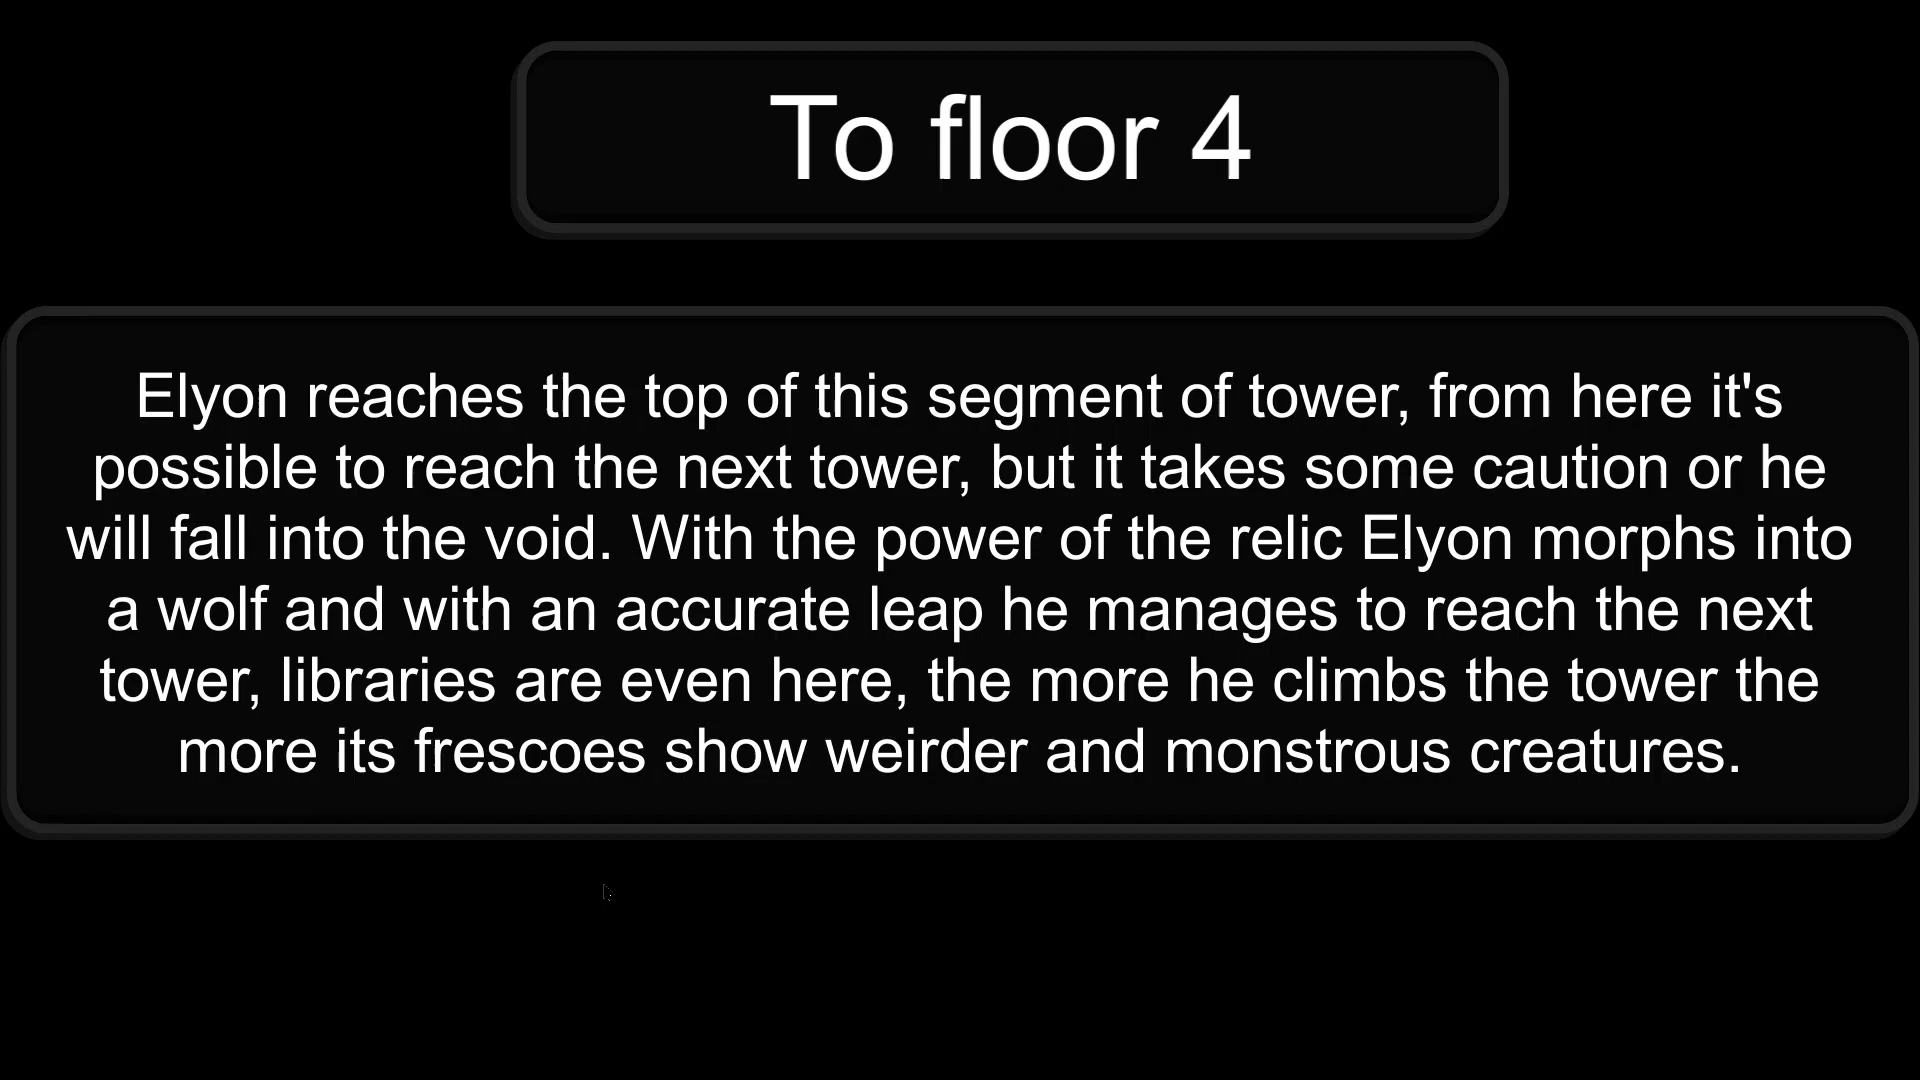 To floor 4
Elyon reaches the top of this segment of tower, from here it's
possible to reach the next tower, but it takes some caution or he
will fall into the void. With the power of the relic Elyon morphs into
a wolf and with an accurate leap he manages to reach the next
tower, libraries are even here, the more he climbs the tower the
more its frescoes show weirder and monstrous creatures.